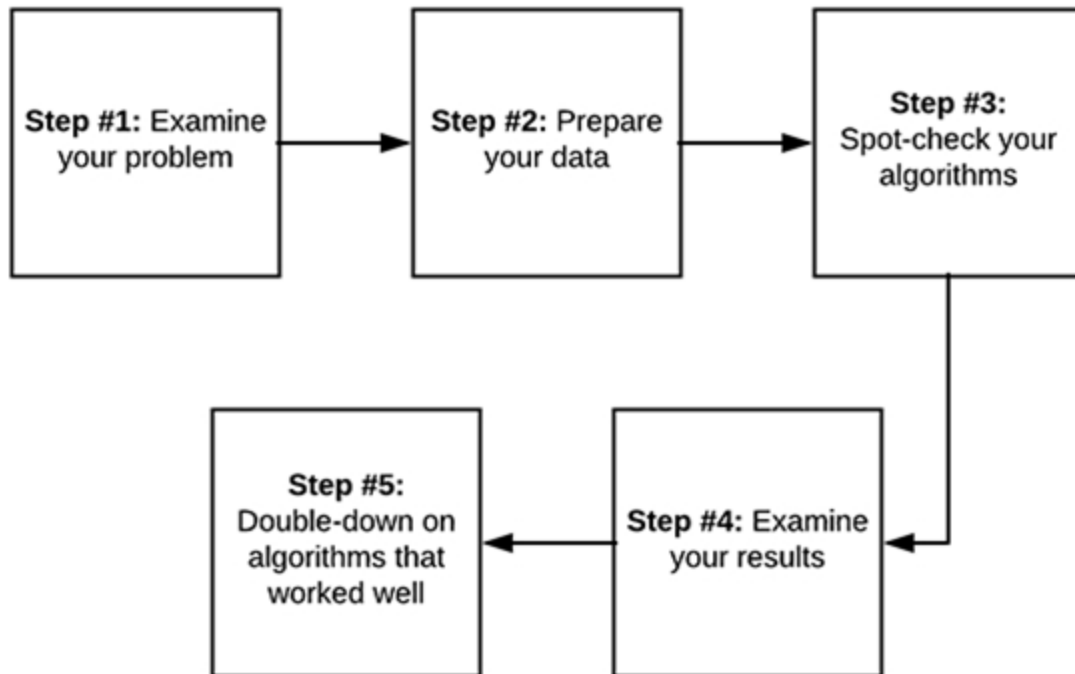 Step #1: Examine
your problem
Step #2: Prepare
your data
Step #3:
Spot-check your
algorithms
Step #4: Examine
your results
Step #5:
Double-down on
algorithms that
worked well